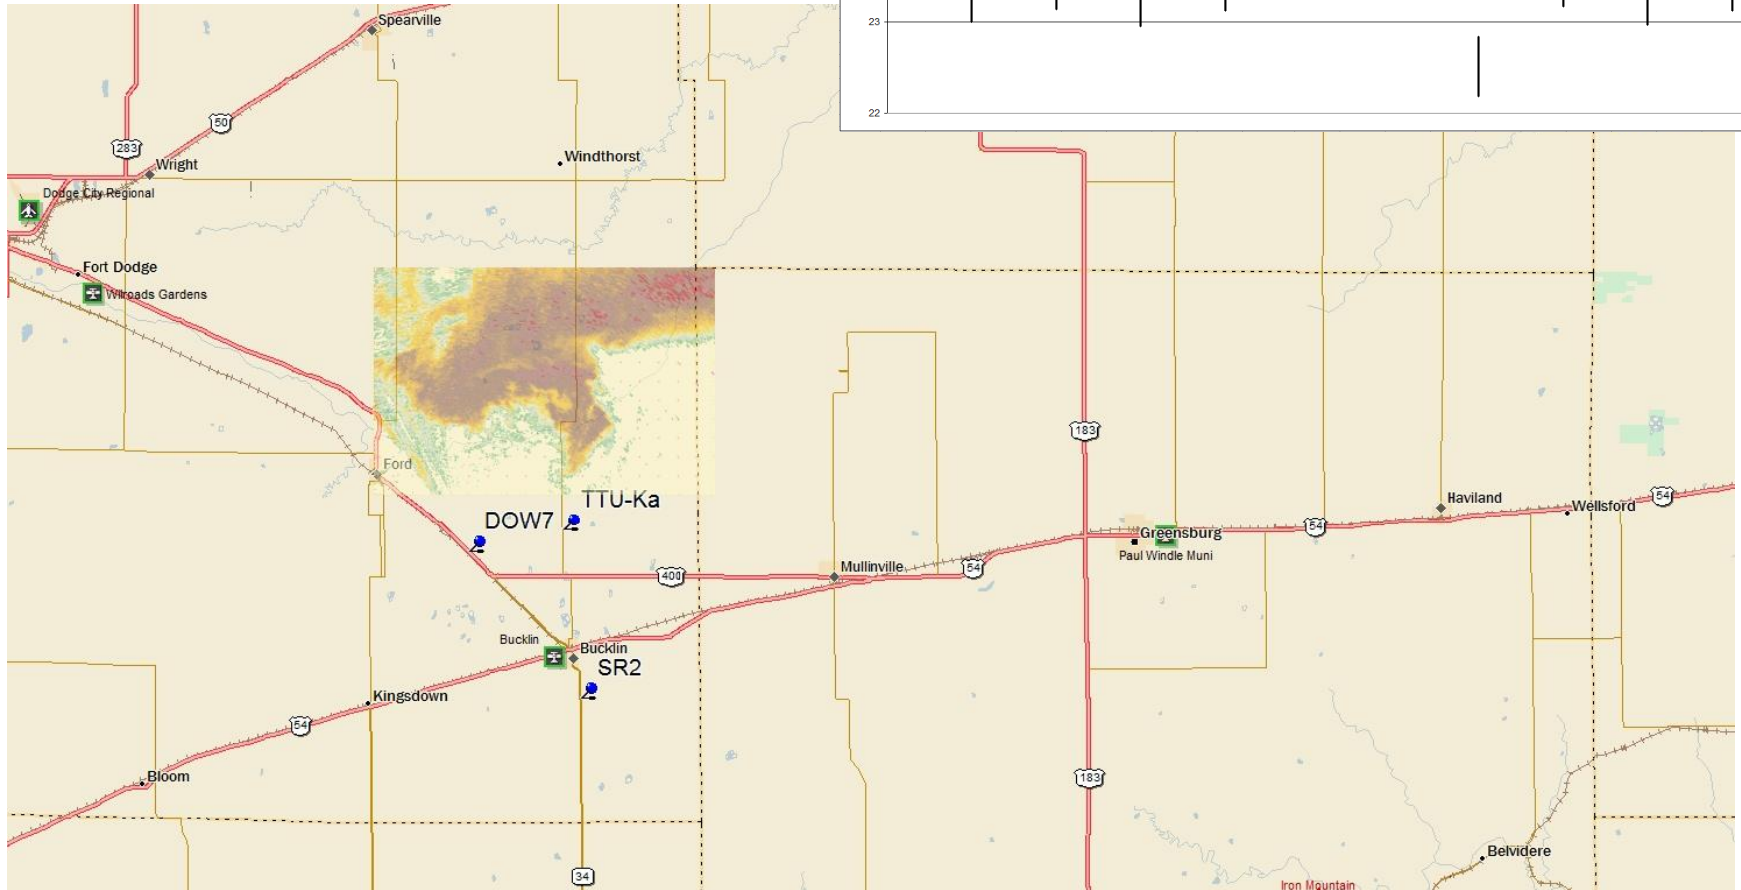 Spearville
23
50
22
283
Wright
Windthorst
Dodge City Regional
Fort Dodge
Wilroads Gardens
183
Ford
TTU-Ka
DOW7
Haviland
Wellsford
54
54
Greensburg
Paul Windle Muni
Mullinville
400
54
Bucklin
Bucklin
SR2
Kingsdown
54
Bloom
183
Belvidere
34
Iron Mountain